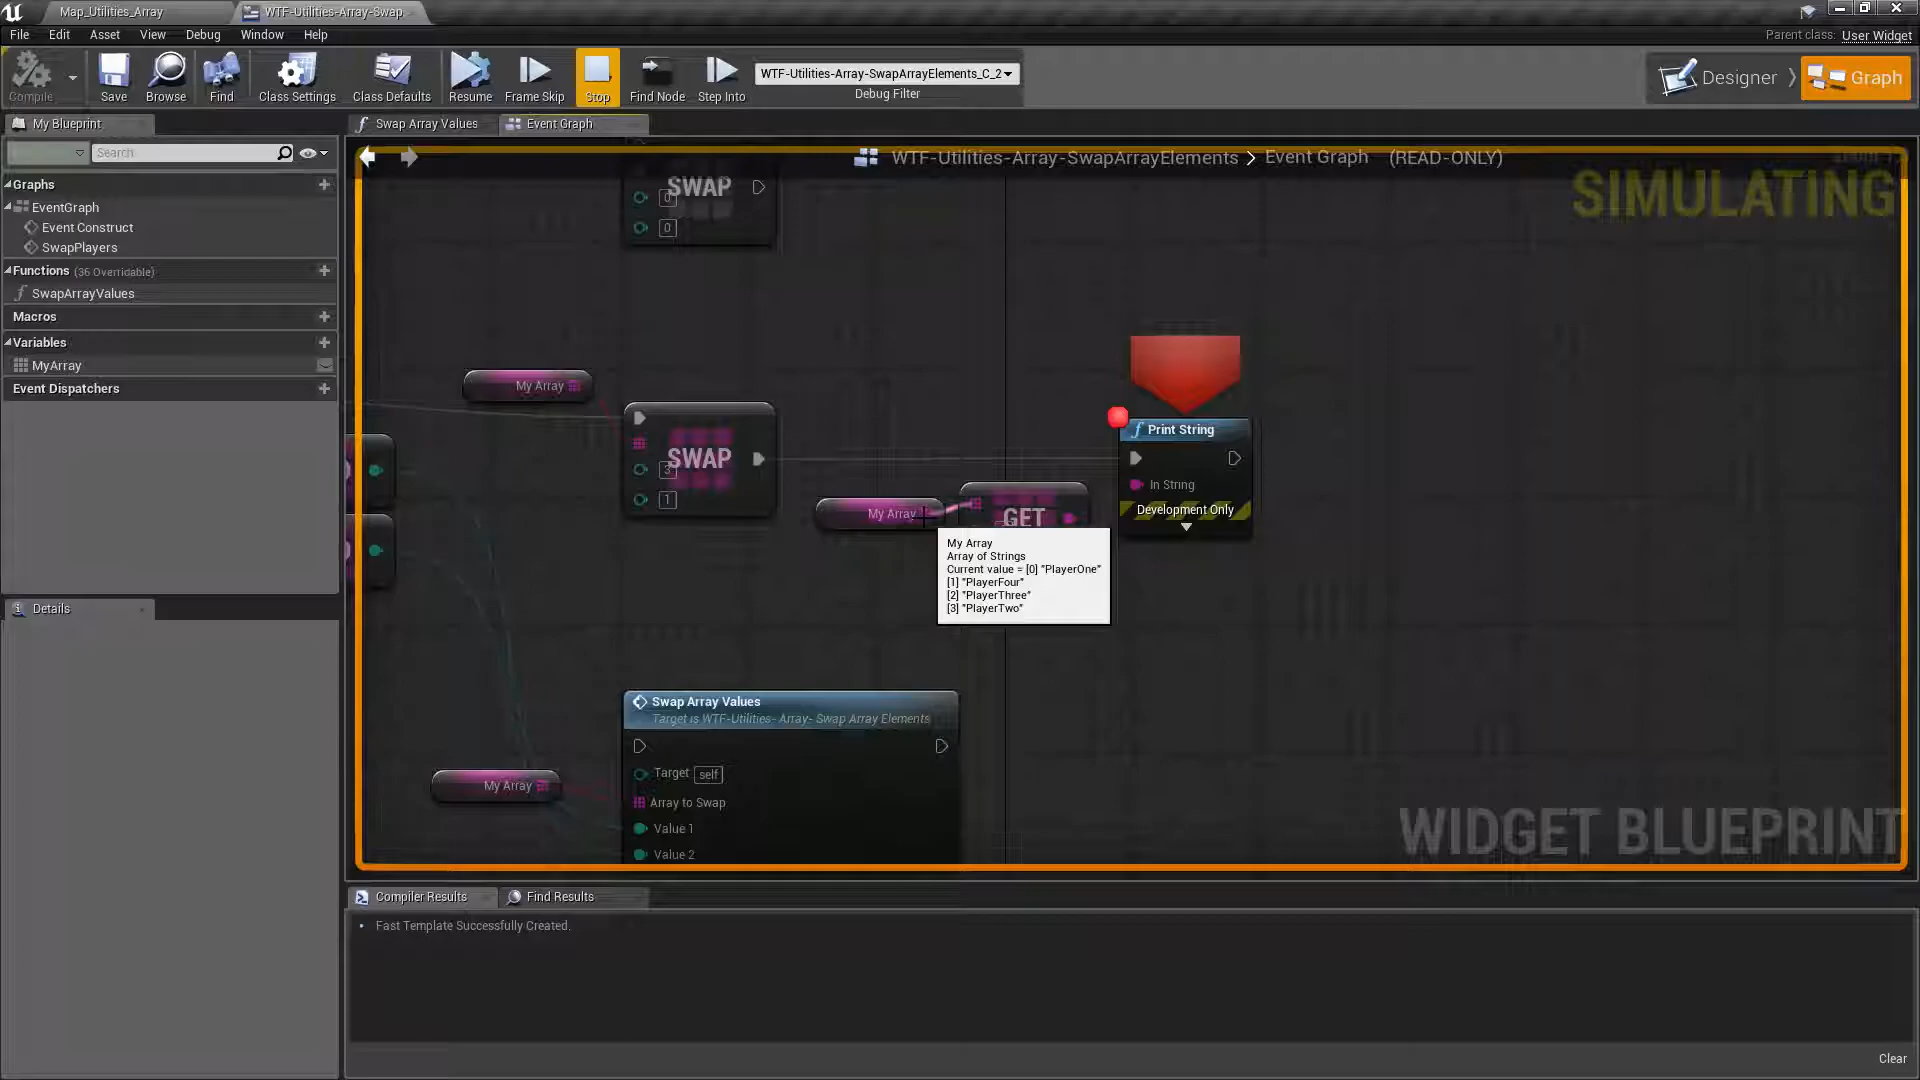 Map_Utilities_Array
WTF-Utilities-Array-Swap
File Edit Asset View Debug Window Help
Parent class: User Widget
Compile
Save
Browse
Find
Class Settings
Class Defaults
Resume
Frame Skip
Stop
Find Node
Step Into
WTF-Utilities-Array-SwapArrayElements_C_2
Debug Filter
Designer
Graph
My Blueprint
Search
Swap Array Values
Event Graph
WTF-Utilities-Array-SwapArrayElements > Event Graph (READ-ONLY)
SIMULATING
Graphs
EventGraph
Event Construct
SwapPlayers
Functions (36 Overridable)
SwapArrayValues
Macros
Variables
MyArray
Event Dispatchers
Details
SWAP
0
0
My Array
SWAP
3
1
My Array
GET
Print String
In String
Development Only
My Array
Array of Strings
Current value = [0] "PlayerOne"
[1] "PlayerFour"
[2] "PlayerThree"
[3] "PlayerTwo"
Swap Array Values
Target is WTF-Utilities- Array- Swap Array Elements
Target self
Array to Swap
Value 1
Value 2
My Array
WIDGET BLUEPRINT
Compiler Results
Find Results
• Fast Template Successfully Created.
Clear